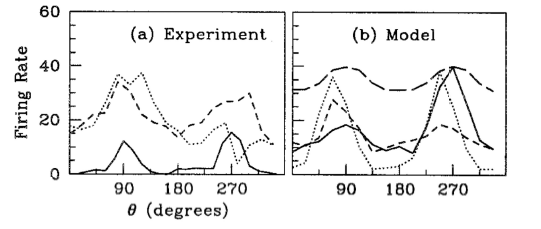 60
40
20
0
Firing Rate
(a) Experiment
(b) Model
90 180 270
90 180 270
θ (degrees)